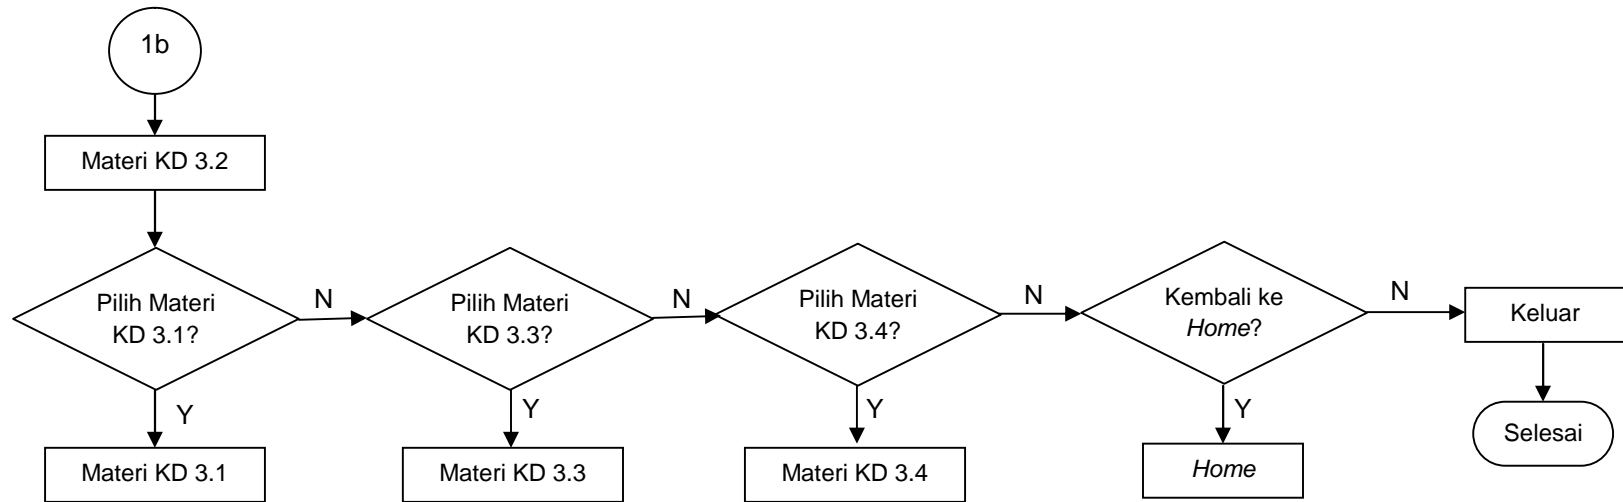 1b
Materi KD 3.2
Pilih Materi
KD 3.1?
N
Pilih Materi
KD 3.3?
N
Pilih Materi
KD 3.4?
N
Kembali ke
Home?
N
Keluar
Y
Y
Y
Y
Selesai
Materi KD 3.1
Materi KD 3.3
Materi KD 3.4
Home